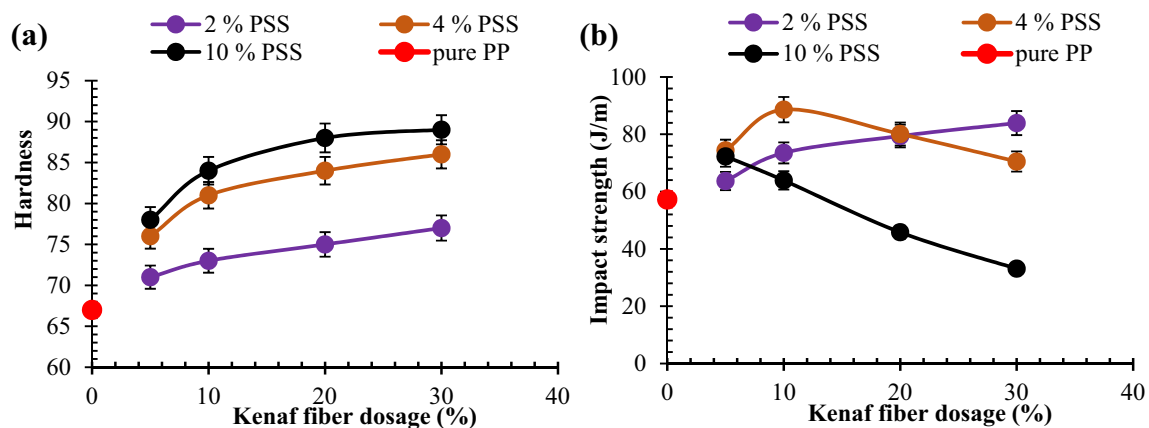 (a)
2 % PSS
4 % PSS
10 % PSS
pure PP
Hardness
95
90
85
80
75
70
65
60
0
10
20
30
40
Kenaf fiber dosage (%)
(b)
2 % PSS
4 % PSS
10 % PSS
pure PP
Impact strength (J/m)
100
80
60
40
20
0
0
10
20
30
40
Kenaf fiber dosage (%)